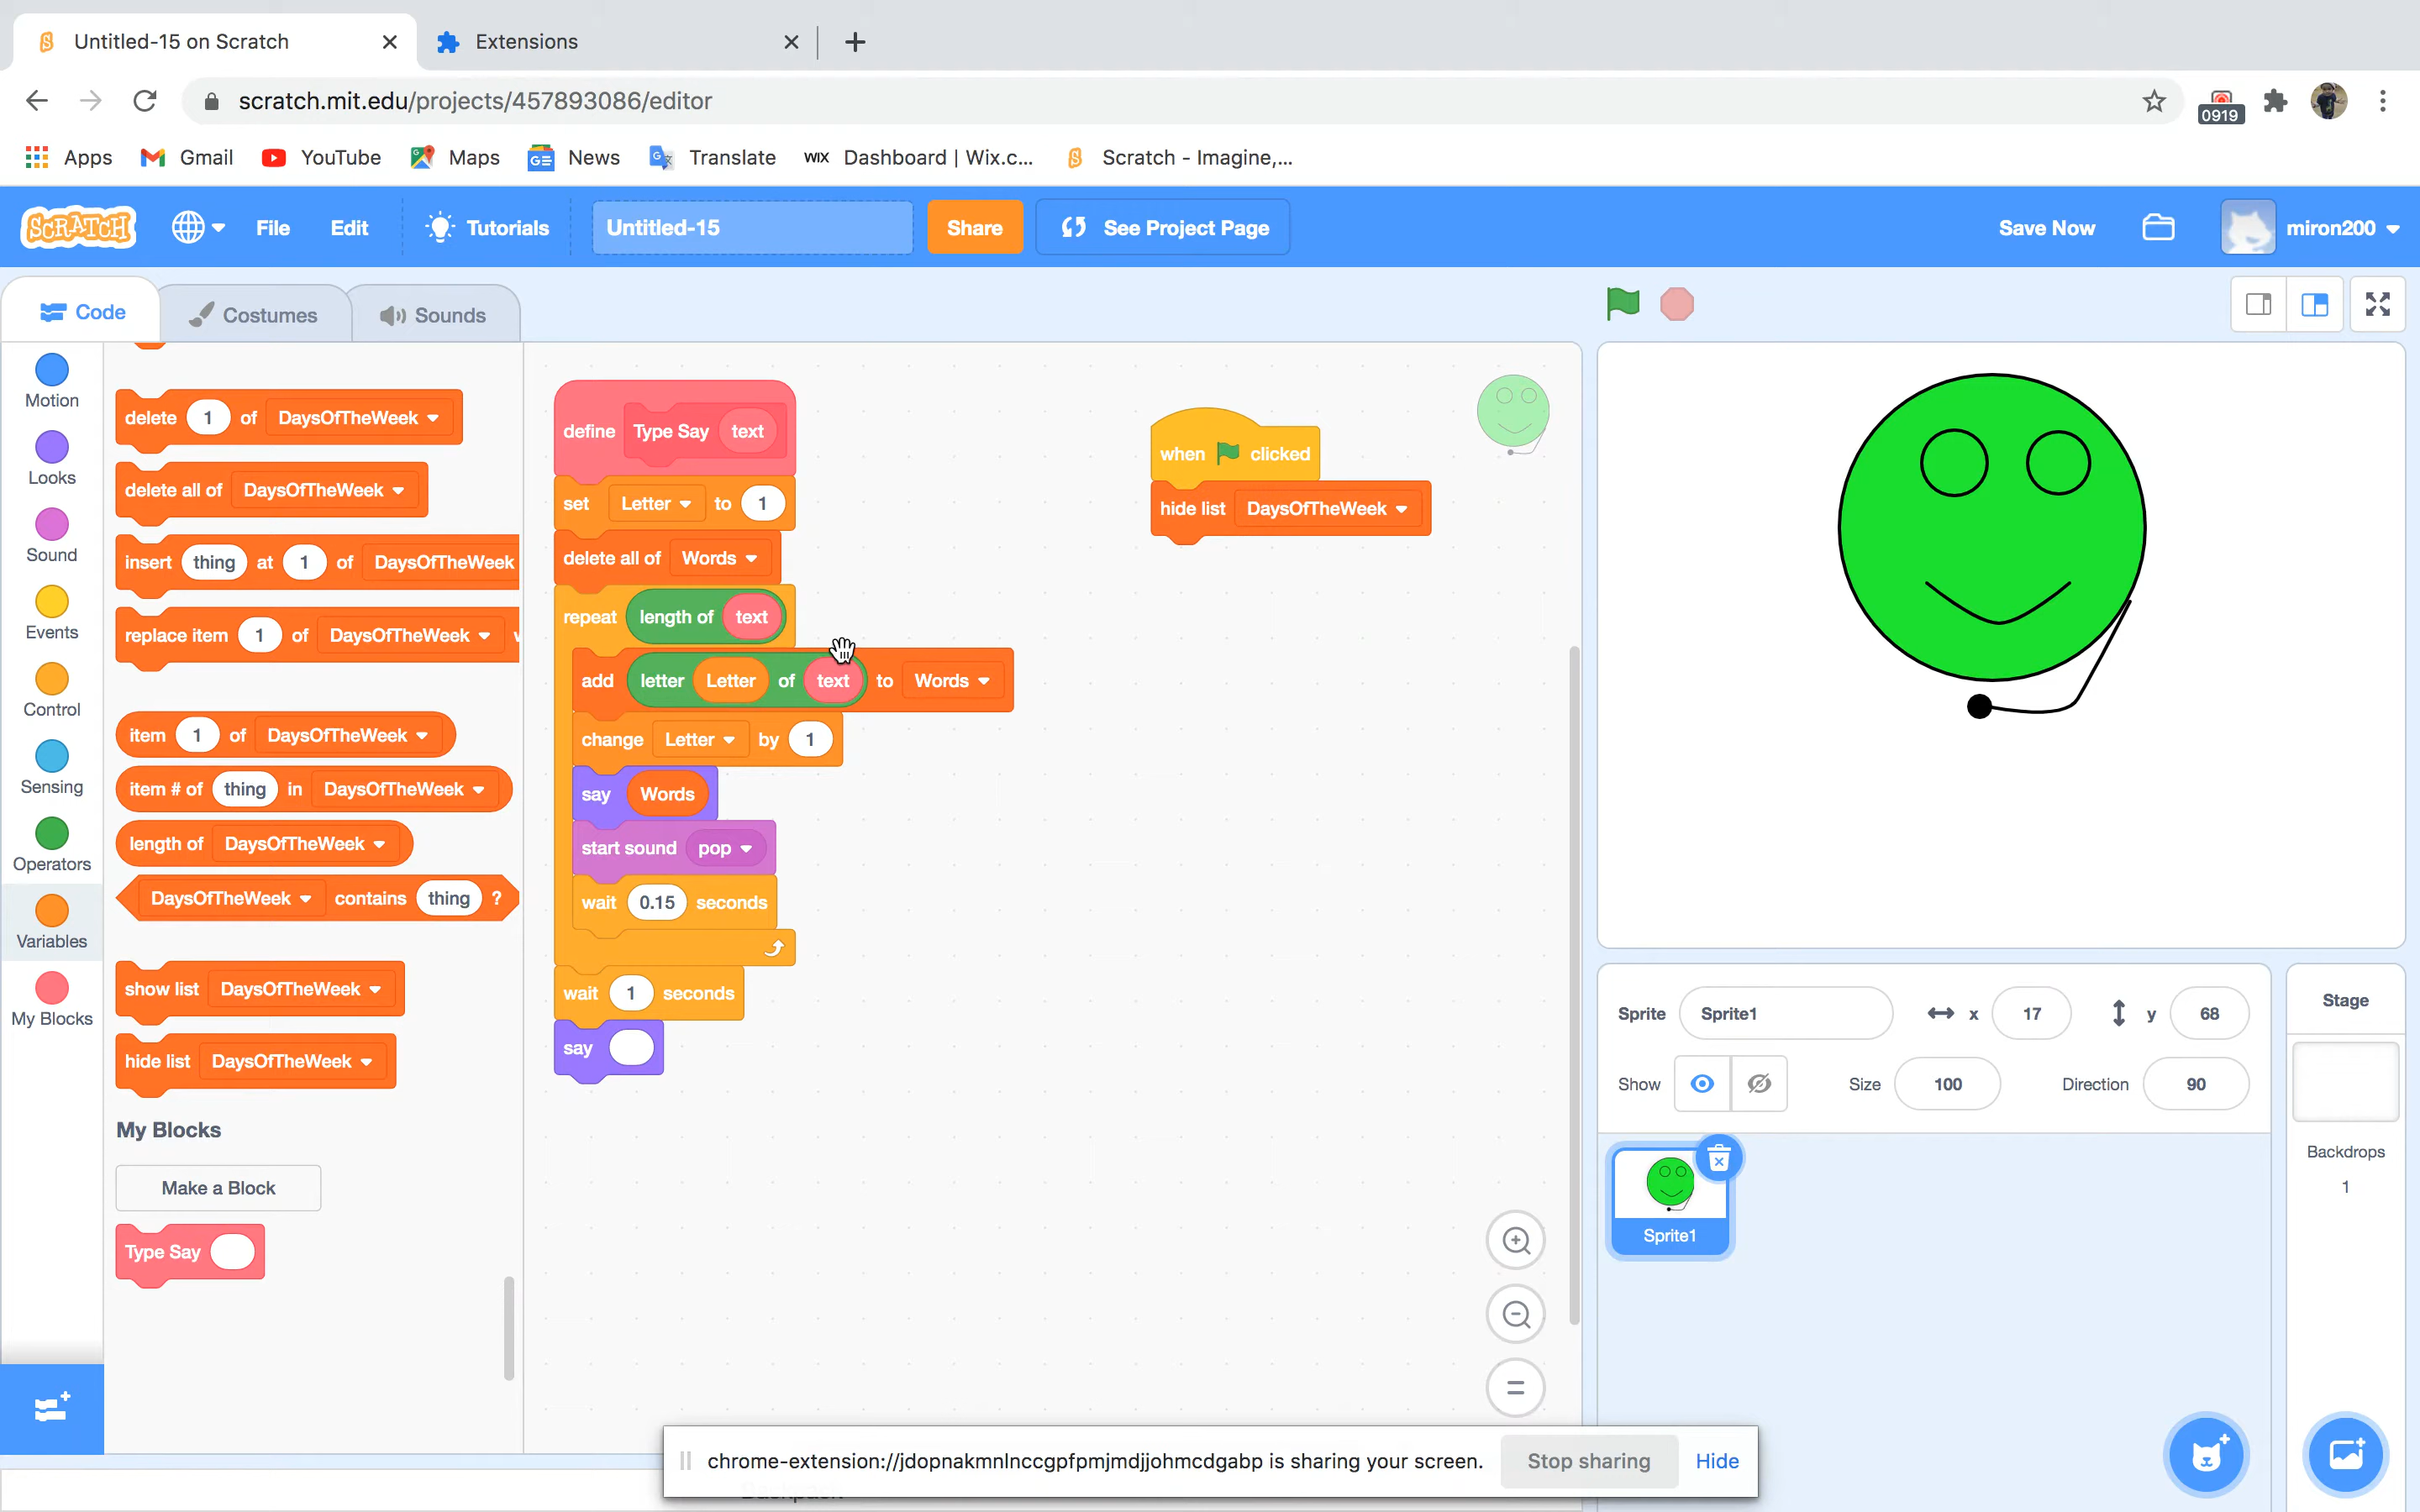 Untitled-15 on Scratch
Extensions
scratch.mit.edu/projects/457893086/editor
0919
Apps Gmail YouTube Maps News Translate WIX Dashboard | Wix.c... Scratch - Imagine,...
SCRATCH File Edit Tutorials Untitled-15 Share See Project Page Save Now miron200
Code Costumes Sounds
Motion
Looks
Sound
Events
Control
Sensing
Operators
Variables
My Blocks
delete 1 of DaysOfTheWeek
delete all of DaysOfTheWeek
insert thing at 1 of DaysOfTheWeek
replace item 1 of DaysOfTheWeek
item 1 of DaysOfTheWeek
item # of thing in DaysOfTheWeek
length of DaysOfTheWeek
DaysOfTheWeek contains thing ?
show list DaysOfTheWeek
hide list DaysOfTheWeek
My Blocks
Make a Block
Type Say
define Type Say text
set Letter to 1
delete all of Words
repeat length of text
add letter Letter of text to Words
change Letter by 1
say Words
start sound pop
wait 0.15 seconds
wait 1 seconds
say
when clicked
hide list DaysOfTheWeek
Sprite Sprite1 x 17 y 68
Show Size 100 Direction 90
Sprite1
Stage
Backdrops
1
chrome-extension://jdopnakmnlnccgpfpmjmdjjohmcdgabp is sharing your screen. Stop sharing Hide